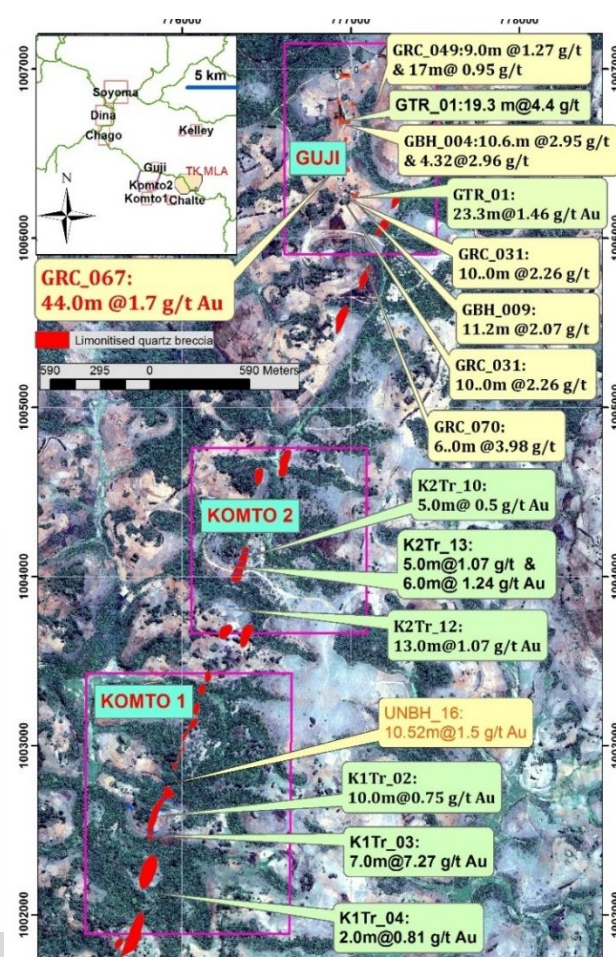 776000
777000
778000
5 km
Soyoma
Dina
Chago
Kelley
Guji
TK MLA
Komto2
Komto1
Chalte
N
GRC_049:9.0m @1.27 g/t
& 17m@ 0.95 g/t
GTR_01:19.3 m@4.4 g/t
GBH_004:10.6.m @2.95 g/t
& 4.32@2.96 g/t
GUJI
GTR_01:
23.3m@1.46 g/t Au
GRC_031:
10..0m @2.26 g/t
GRC_067:
44.0m @1.7 g/t Au
GBH_009:
11.2m @2.07 g/t
Limonitised quartz breccia
590 295 0 590 Meters
GRC_031:
10..0m @2.26 g/t
GRC_070:
6..0m @3.98 g/t
KOMTO 2
K2Tr_10:
5.0m@ 0.5 g/t Au
K2Tr_13:
5.0m@1.07 g/t &
6.0m@ 1.24 g/t Au
K2Tr_12:
13.0m@1.07 g/t Au
KOMTO 1
UNBH_16:
10.52m@1.5 g/t Au
K1Tr_02:
10.0m@0.75 g/t Au
K1Tr_03:
7.0m@7.27 g/t Au
K1Tr_04:
2.0m@0.81 g/t Au
1007000
1006000
1005000
1004000
1003000
1002000
1006000
1005000
1004000
1002000